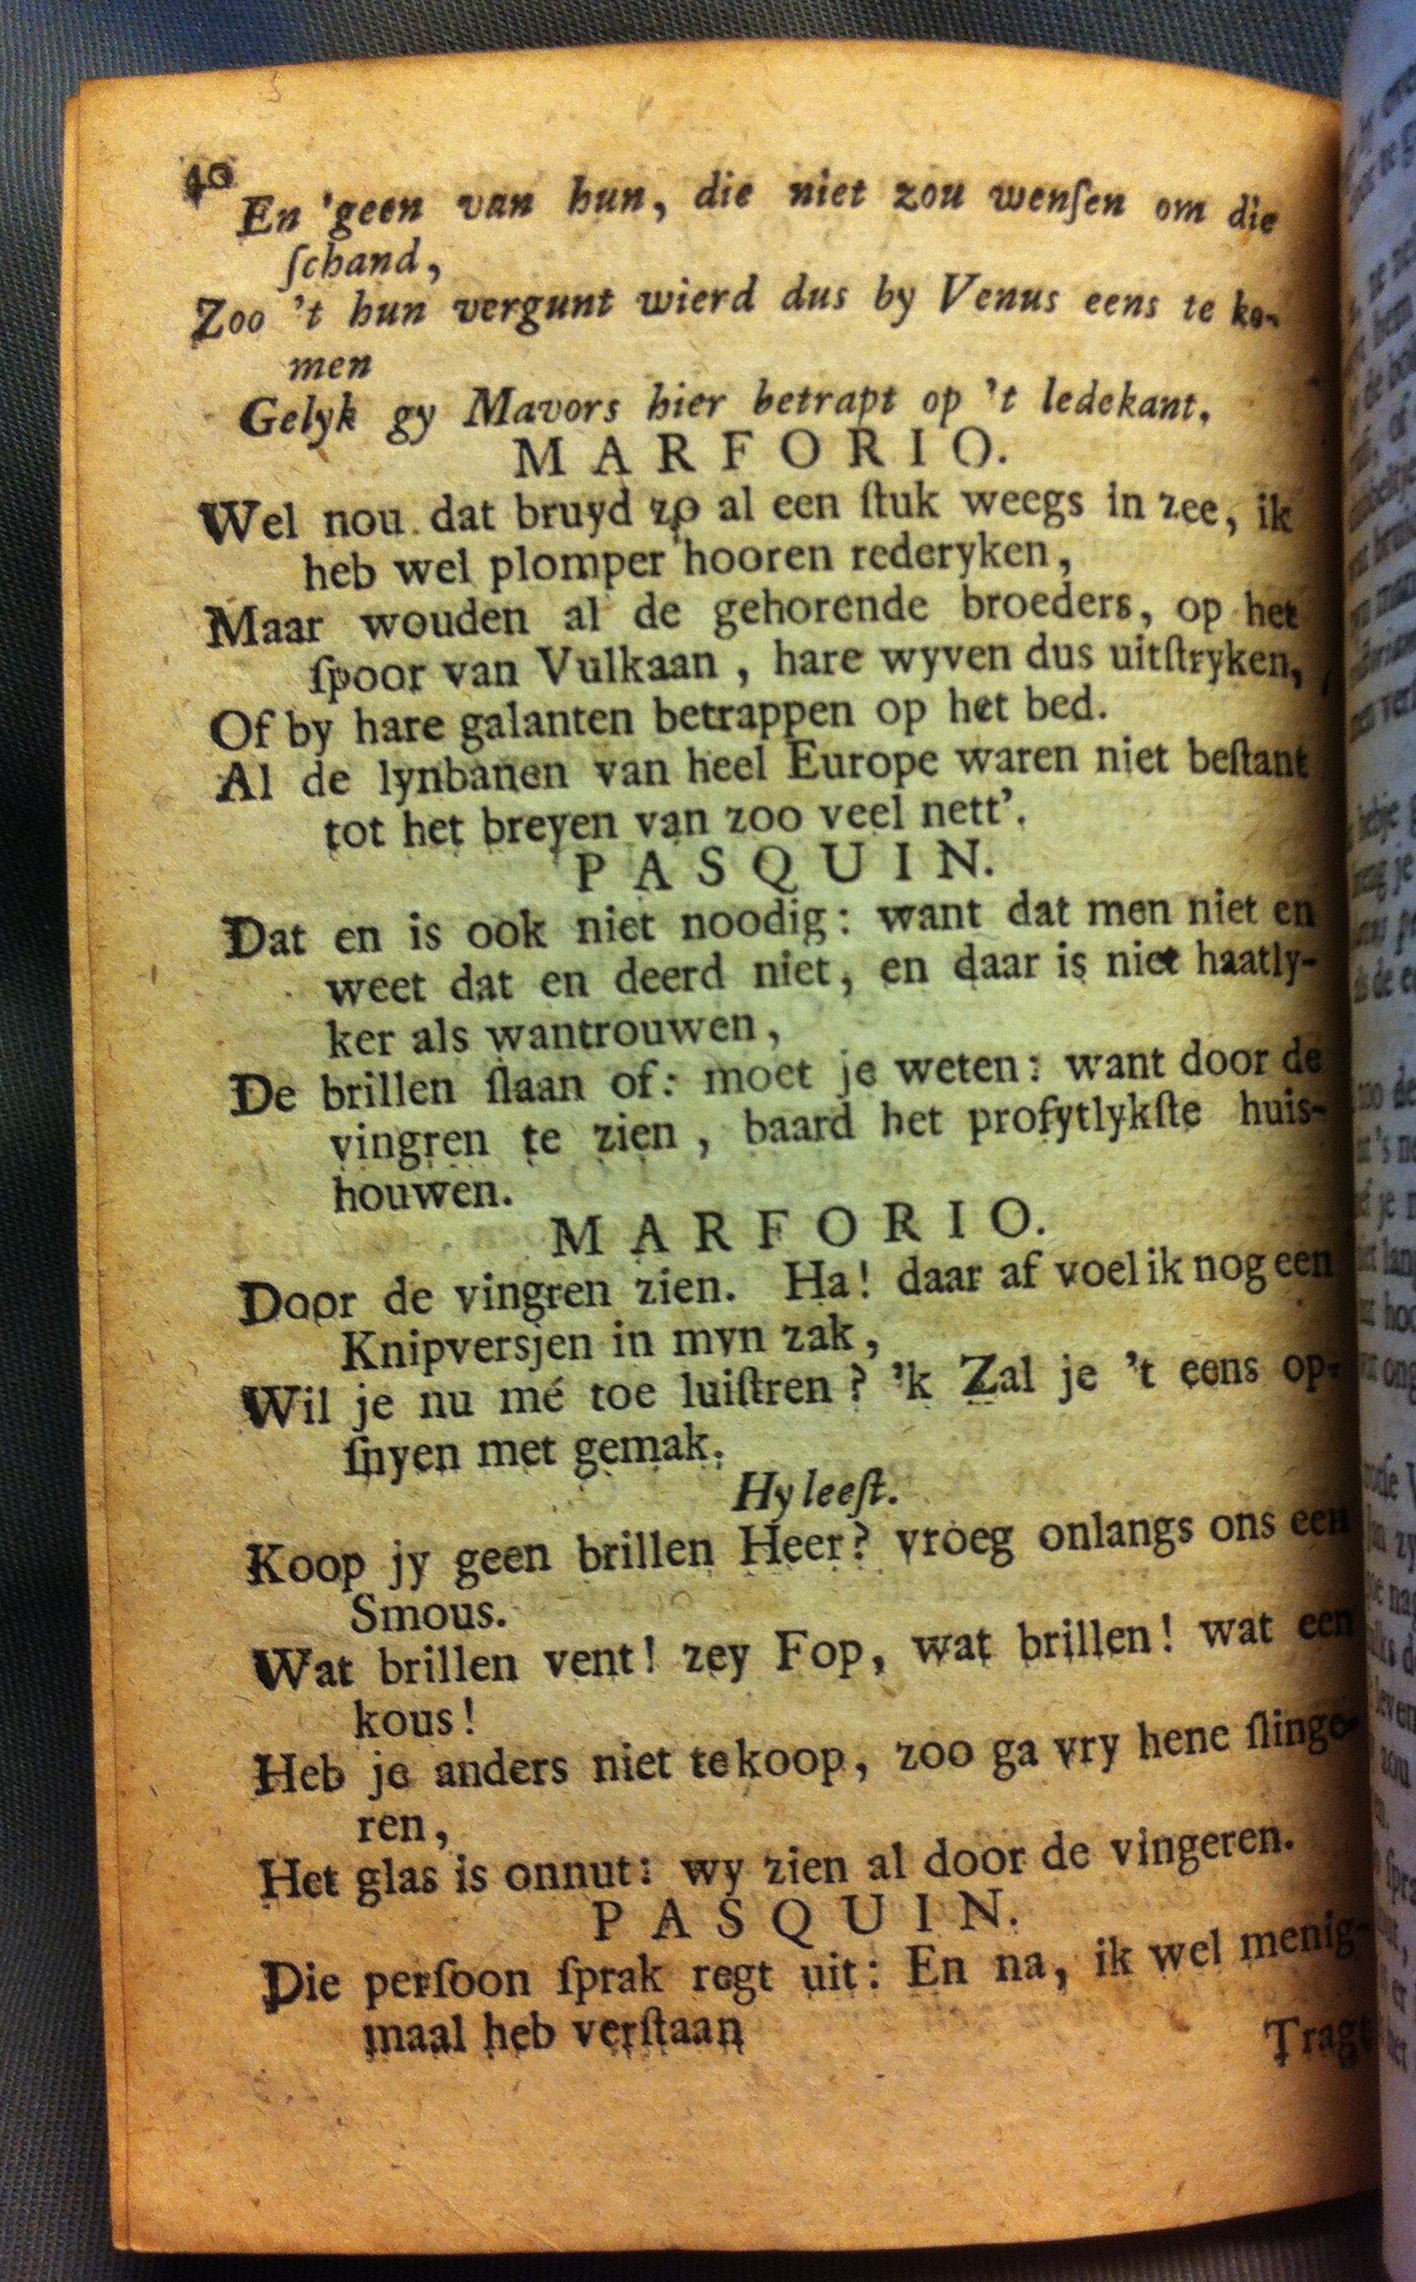 40
En 'geen van hun, die niet zou wenſen om die
ſchand,
Zoo 't hun vergunt wierd dus by Venus eens te ko-
men
Gelyk gy Mavors hier betrapt op 't ledekant.
MARFORIO.
Wel nou dat bruyd zo al een ſtuk weegs in zee, ik
heb wel plomper hooren rederyken,
Maar wouden al de gehorende broeders, op het
ſpoor van Vulkaan, hare wyven dus uitſtryken,
Of by hare galanten betrappen op het bed.
Al de lynbanen van heel Europe waren niet beſtant
tot het breyen van zoo veel nett'.
PASQUIN.
Dat en is ook niet noodig: want dat men niet en
weet dat en deerd niet, en daar is niet haatly-
ker als wantrouwen,
De brillen ſlaan of: moet je weten: want door de
vingren te zien, baard het profytlykſte huis-
houwen.
MARFORIO.
Door de vingren zien. Ha! daar af voel ik nog een
Knipversjen in myn zak,
Wil je nu mé toe luiſtren? 'k Zal je 't eens op-
ſnyen met gemak.
Hy leeſt.
Koop jy geen brillen Heer? vroeg onlangs ons een
Smous.
Wat brillen vent! zey Fop, wat brillen! wat een
kous!
Heb je anders niet te koop, zoo ga vry hene ſlinge-
ren,
Het glas is onnut: wy zien al door de vingeren.
PASQUIN.
Die perſoon ſprak regt uit: En na, ik wel menig-
maal heb verſtaan
Tragt